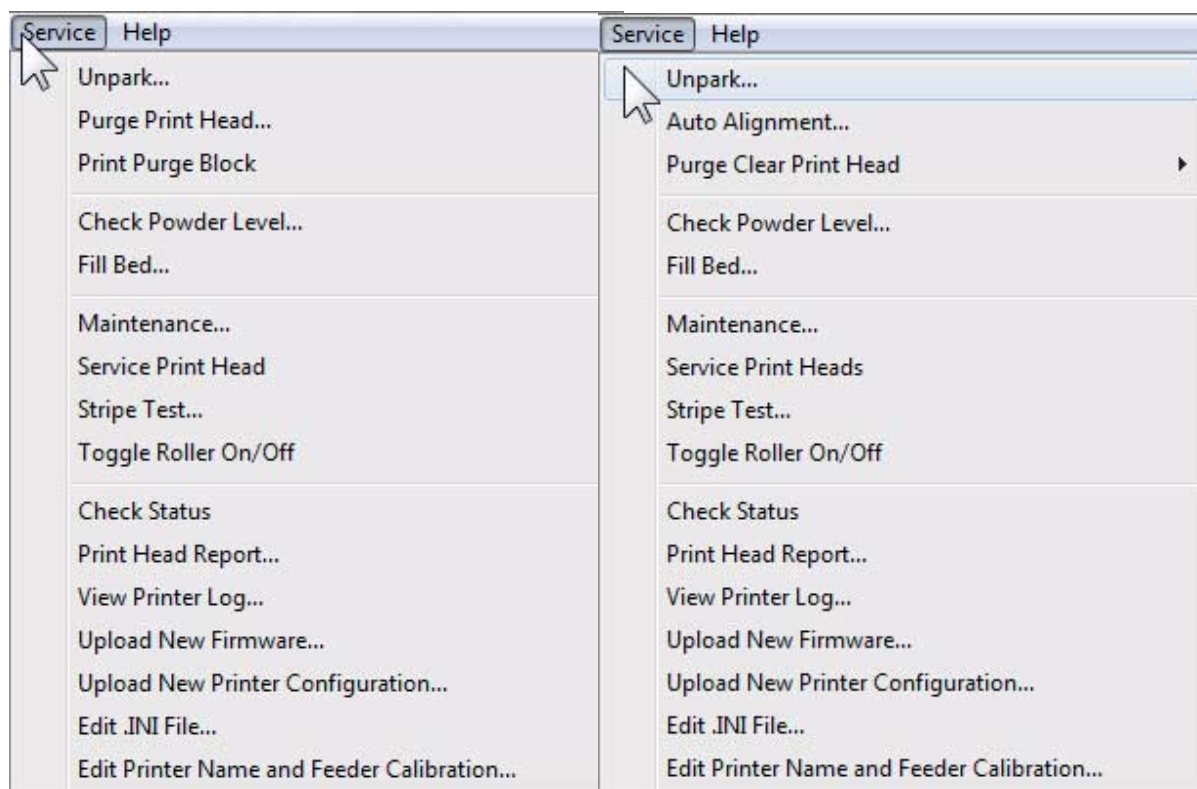 Service Help
Unpark...
Purge Print Head...
Print Purge Block
Check Powder Level...
Fill Bed...
Maintenance...
Service Print Head
Stripe Test...
Toggle Roller On/Off
Check Status
Print Head Report...
View Printer Log...
Upload New Firmware...
Upload New Printer Configuration...
Edit .INI File...
Edit Printer Name and Feeder Calibration...
Service Help
Unpark...
Auto Alignment...
Purge Clear Print Head
Check Powder Level...
Fill Bed...
Maintenance...
Service Print Heads
Stripe Test...
Toggle Roller On/Off
Check Status
Print Head Report...
View Printer Log...
Upload New Firmware...
Upload New Printer Configuration...
Edit .INI File...
Edit Printer Name and Feeder Calibration...